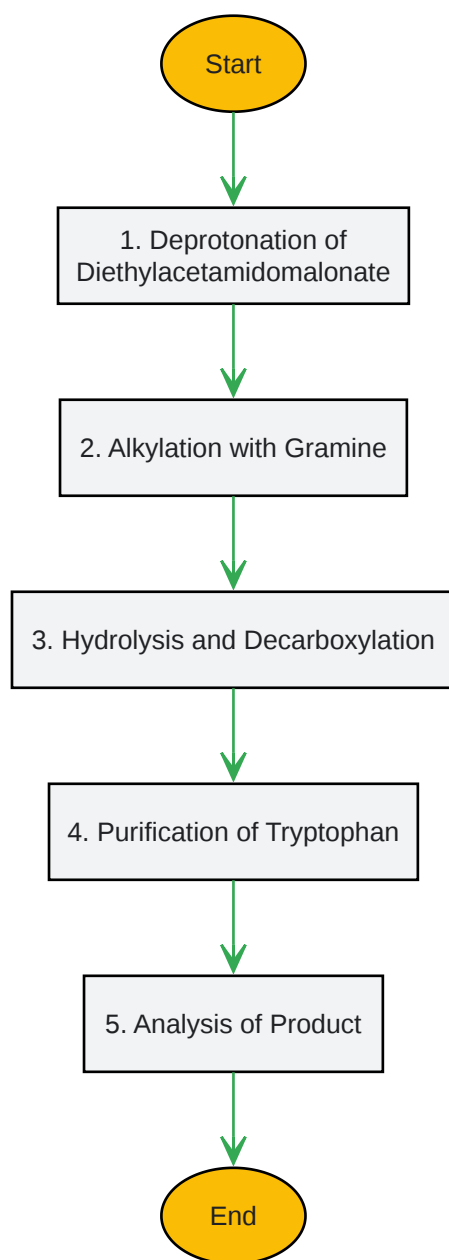 Start
1. Deprotonation of
Diethylacetamidomalonate
2. Alkylation with Gramine
3. Hydrolysis and Decarboxylation
4. Purification of Tryptophan
5. Analysis of Product
End